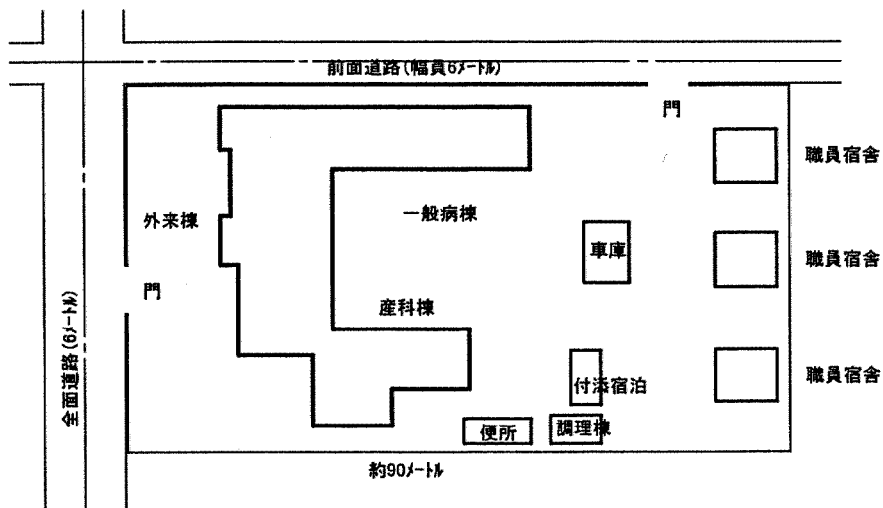 前面道路(幅員6メートル)
門
職員宿舎
外来棟
一般病棟
車庫
職員宿舎
門
産科棟
全面道路(6メートル)
付添宿泊
職員宿舎
便所
調理棟
約90メートル